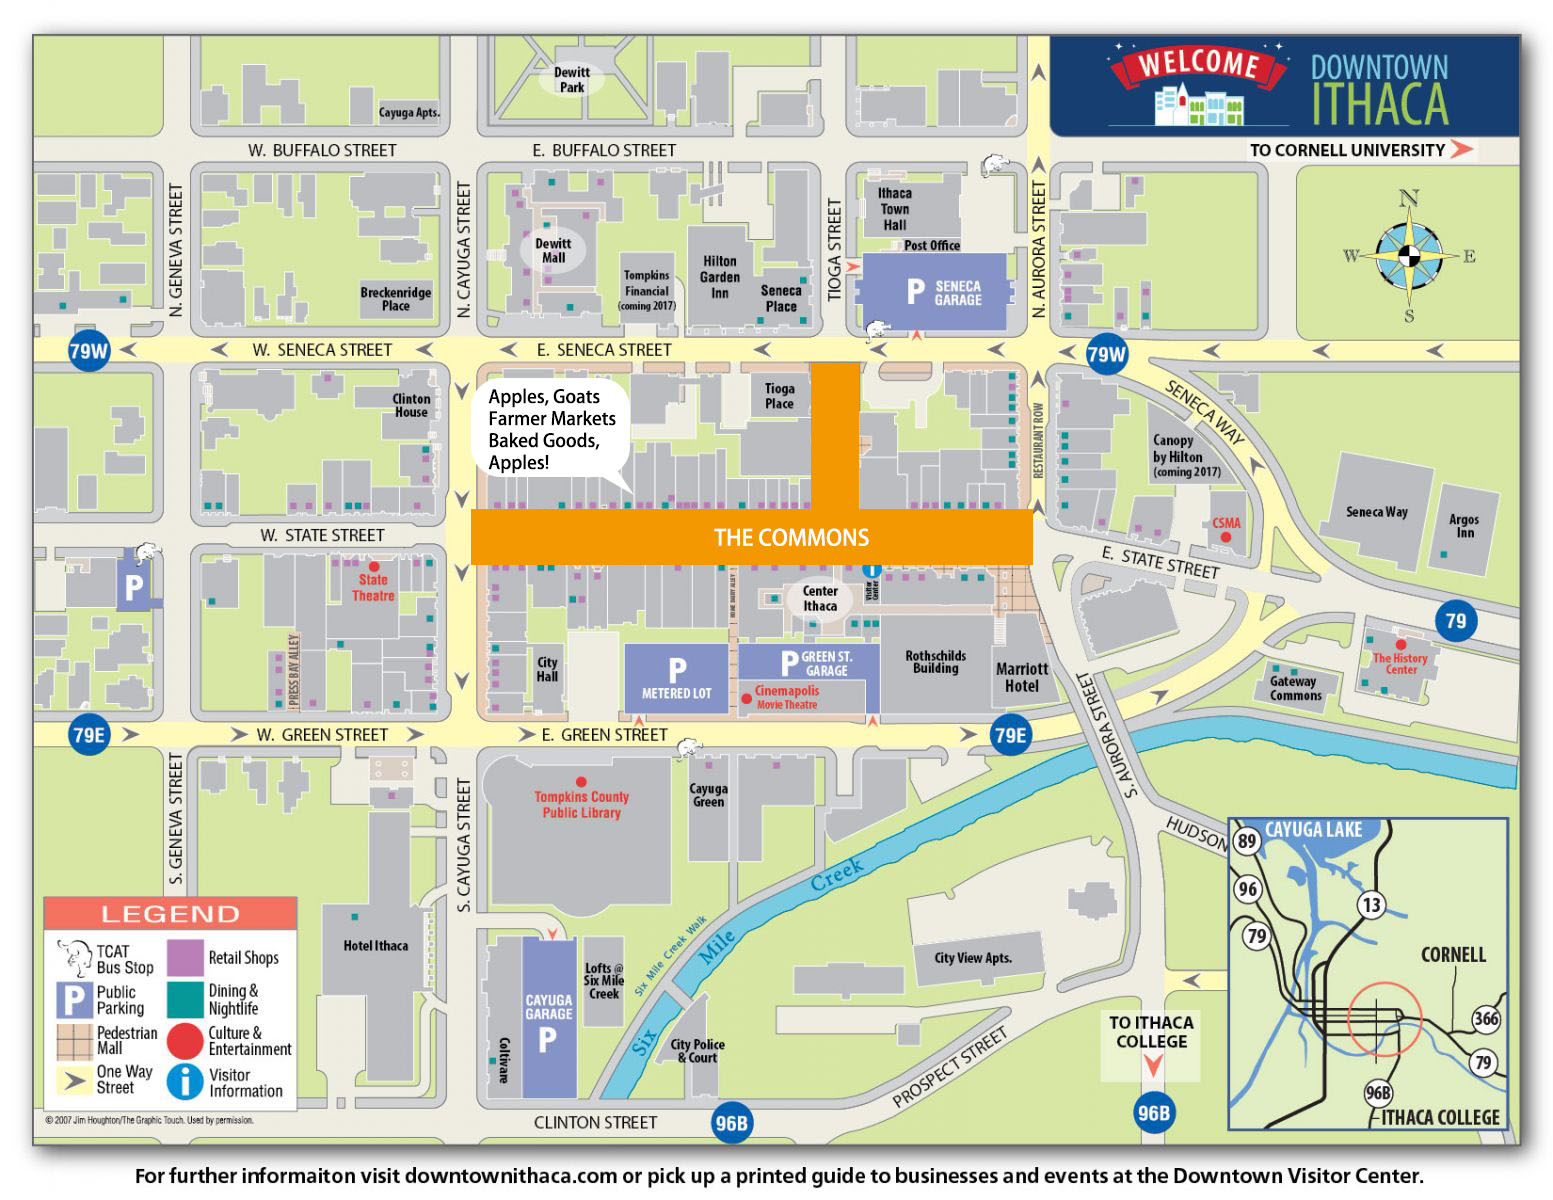 WELCOME
DOWNTOWN
ITHACA
Dewitt
Park
Cayuga Apts.
W. BUFFALO STREET
E. BUFFALO STREET
TO CORNELL UNIVERSITY
N. GENEVA STREET
N. CAYUGA STREET
TIOGA STREET
N. AURORA STREET
Ithaca
Town
Hall
Post Office
P
SENECA
GARAGE
Dewitt
Mall
Tompkins
Financial
(coming 2017)
Hilton
Garden
Inn
Seneca
Place
Breckenridge
Place
N
W
E
S
79W
W. SENECA STREET
E. SENECA STREET
79W
SENECA WAY
Clinton
House
Apples, Goats
Farmer Markets
Baked Goods,
Apples!
Tioga
Place
RESTAURANT ROW
Canopy
by Hilton
(coming 2017)
CSMA
Seneca Way
Argos
Inn
W. STATE STREET
THE COMMONS
E. STATE STREET
P
State
Theatre
PRESS BAY ALLEY
HOME DAIRY ALLEY
Center
Ithaca
i
Visitor
Center
City
Hall
P
METERED LOT
P
GREEN ST.
GARAGE
Cinemapolis
Movie Theatre
Rothschilds
Building
Marriott
Hotel
79
The History
Center
Gateway
Commons
79E
W. GREEN STREET
E. GREEN STREET
79E
S. AURORA STREET
S. GENEVA STREET
S. CAYUGA STREET
Tompkins County
Public Library
Cayuga
Green
HUDSON
Six Mile Creek
Six Mile Creek Walk
Hotel Ithaca
Coltivare
CAYUGA
GARAGE
P
Lofts @
Six Mile
Creek
City Police
& Court
City View Apts.
PROSPECT STREET
TO ITHACA
COLLEGE
96B
CLINTON STREET
96B
LEGEND
TCAT
Bus Stop
Retail Shops
P
Public
Parking
Dining &
Nightlife
Pedestrian
Mall
Culture &
Entertainment
One Way
Street
i
Visitor
Information
© 2007 Jim Houghton/The Graphic Touch. Used by permission.
CAYUGA LAKE
89
96
79
13
CORNELL
366
79
96B
ITHACA COLLEGE
For further informaiton visit downtownithaca.com or pick up a printed guide to businesses and events at the Downtown Visitor Center.